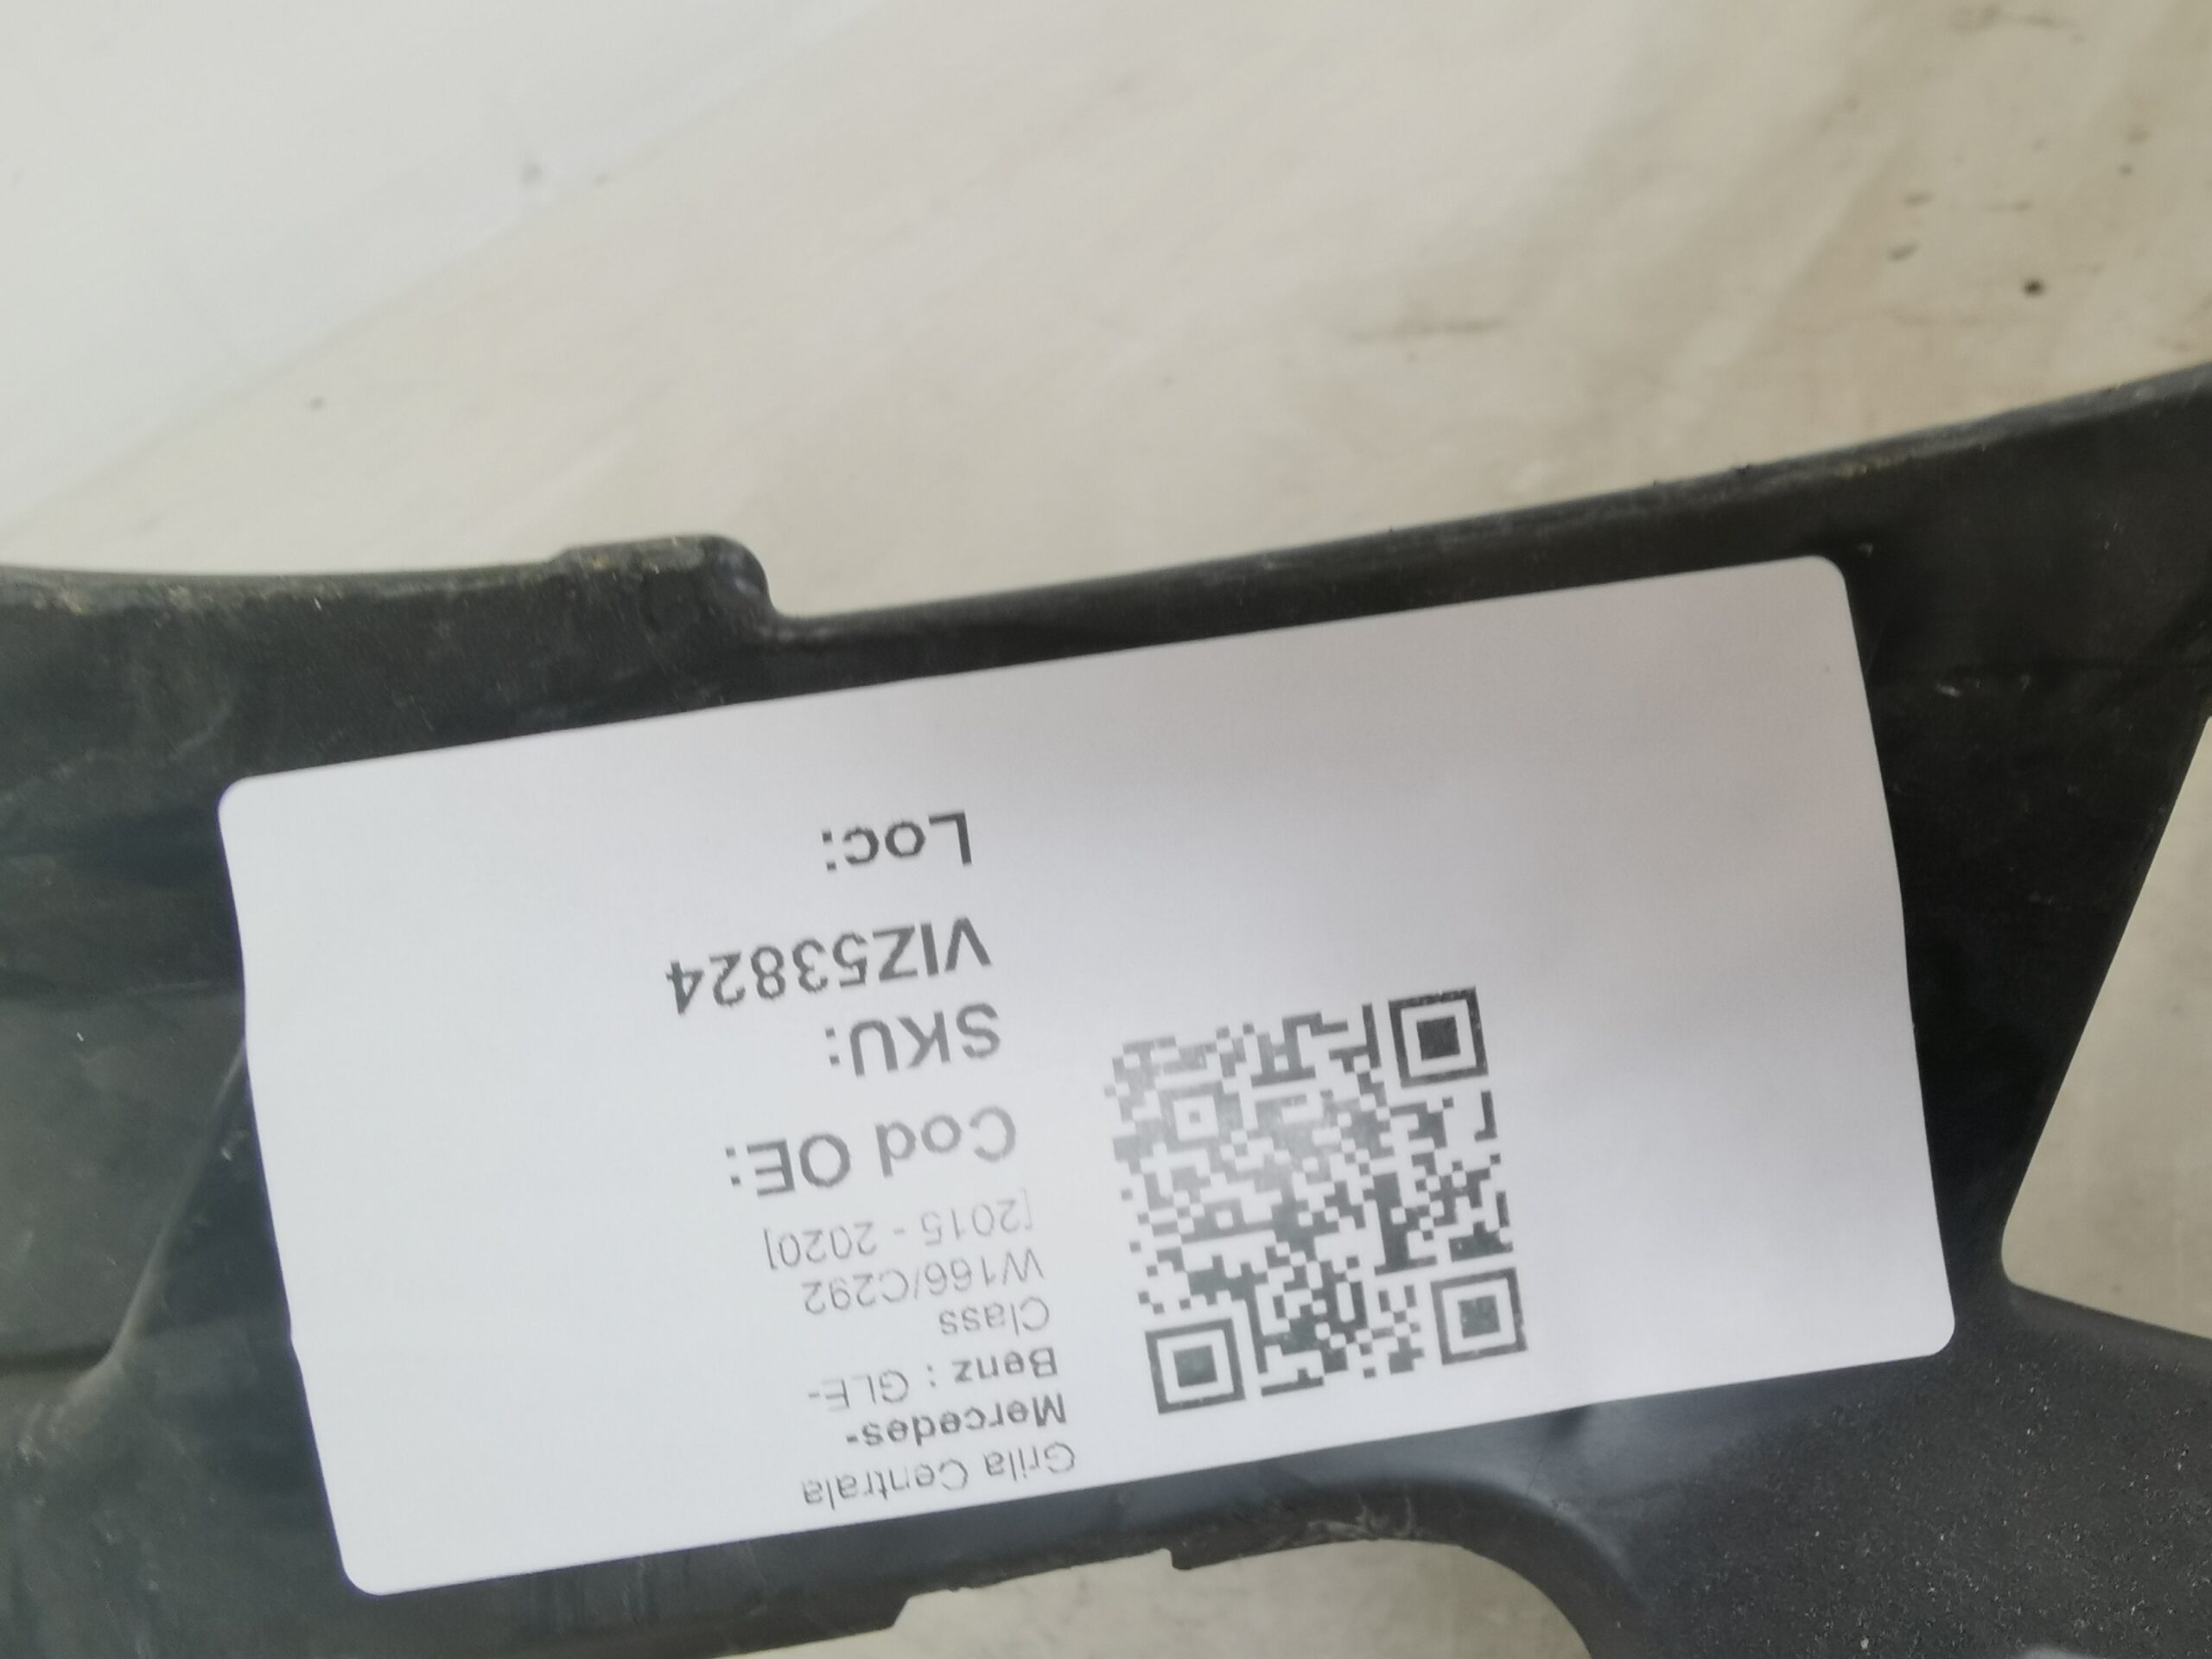 Grila Centrala
Mercedes-
Benz : GLE-
Class
W166/C292
[2015 - 2020]
Cod OE:
SKU:
VIZ53824
Loc: